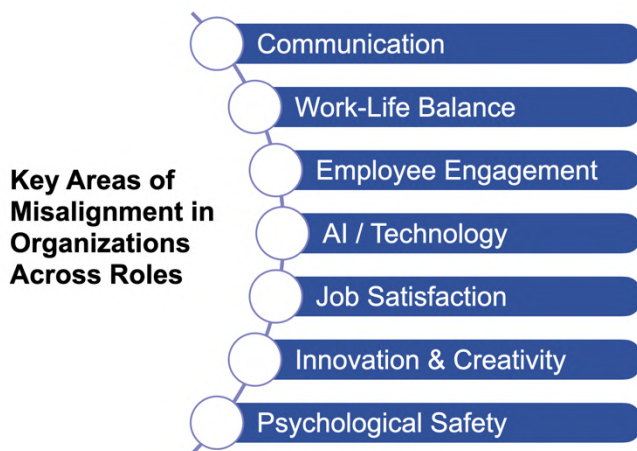 Key Areas of
Misalignment in
Organizations
Across Roles
Communication
Work-Life Balance
Employee Engagement
AI / Technology
Job Satisfaction
Innovation & Creativity
Psychological Safety